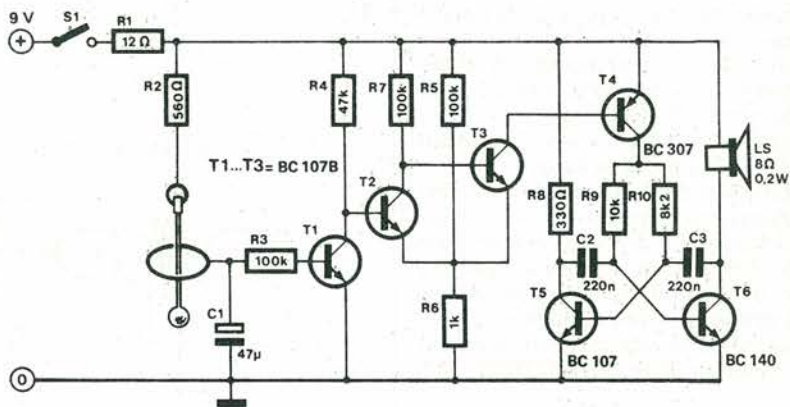 9 V
S1
R1
12 Ω
R2
560 Ω
R4
47k
R7
100k
R5
100k
T4
BC 307
LS
8 Ω
0,2W
T3
T1...T3 = BC 107B
T2
R8
330Ω
R9
10k
R10
8k2
R3
100k
T1
C2
220n
C3
220n
R6
1k
T5
T6
C1
47µ
BC 107
BC 140
0